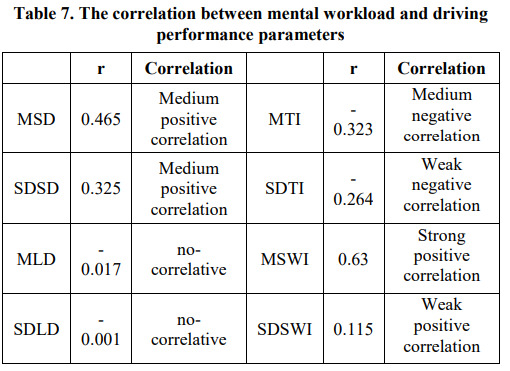 Table 7. The correlation between mental workload and driving
performance parameters
r Correlation r Correlation
MSD 0.465 Medium
positive
correlation MTI -
0.323 Medium
negative
correlation
SDSD 0.325 Medium
positive
correlation SDTI -
0.264 Weak
negative
correlation
MLD -
0.017 no-
correlative MSWI 0.63 Strong
positive
correlation
SDLD -
0.001 no-
correlative SDSWI 0.115 Weak
positive
correlation